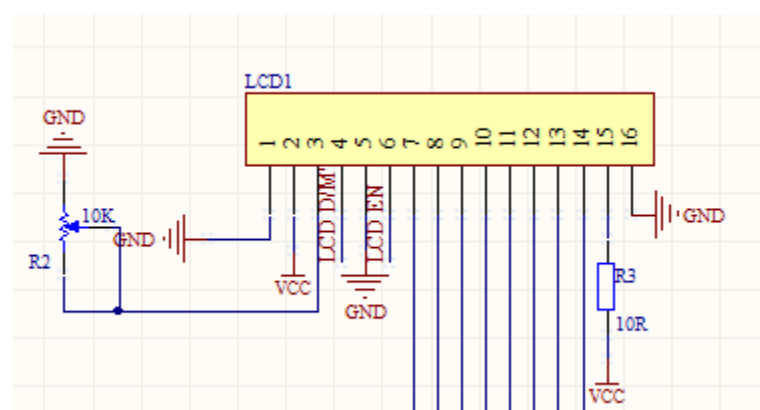 LCD1
GND
1 2 3 4 5 6 7 8 9 10 11 12 13 14 15 16
10K
GND
LCD D/M'
LCD EN
GND
R2
VCC
GND
R3
10R
VCC